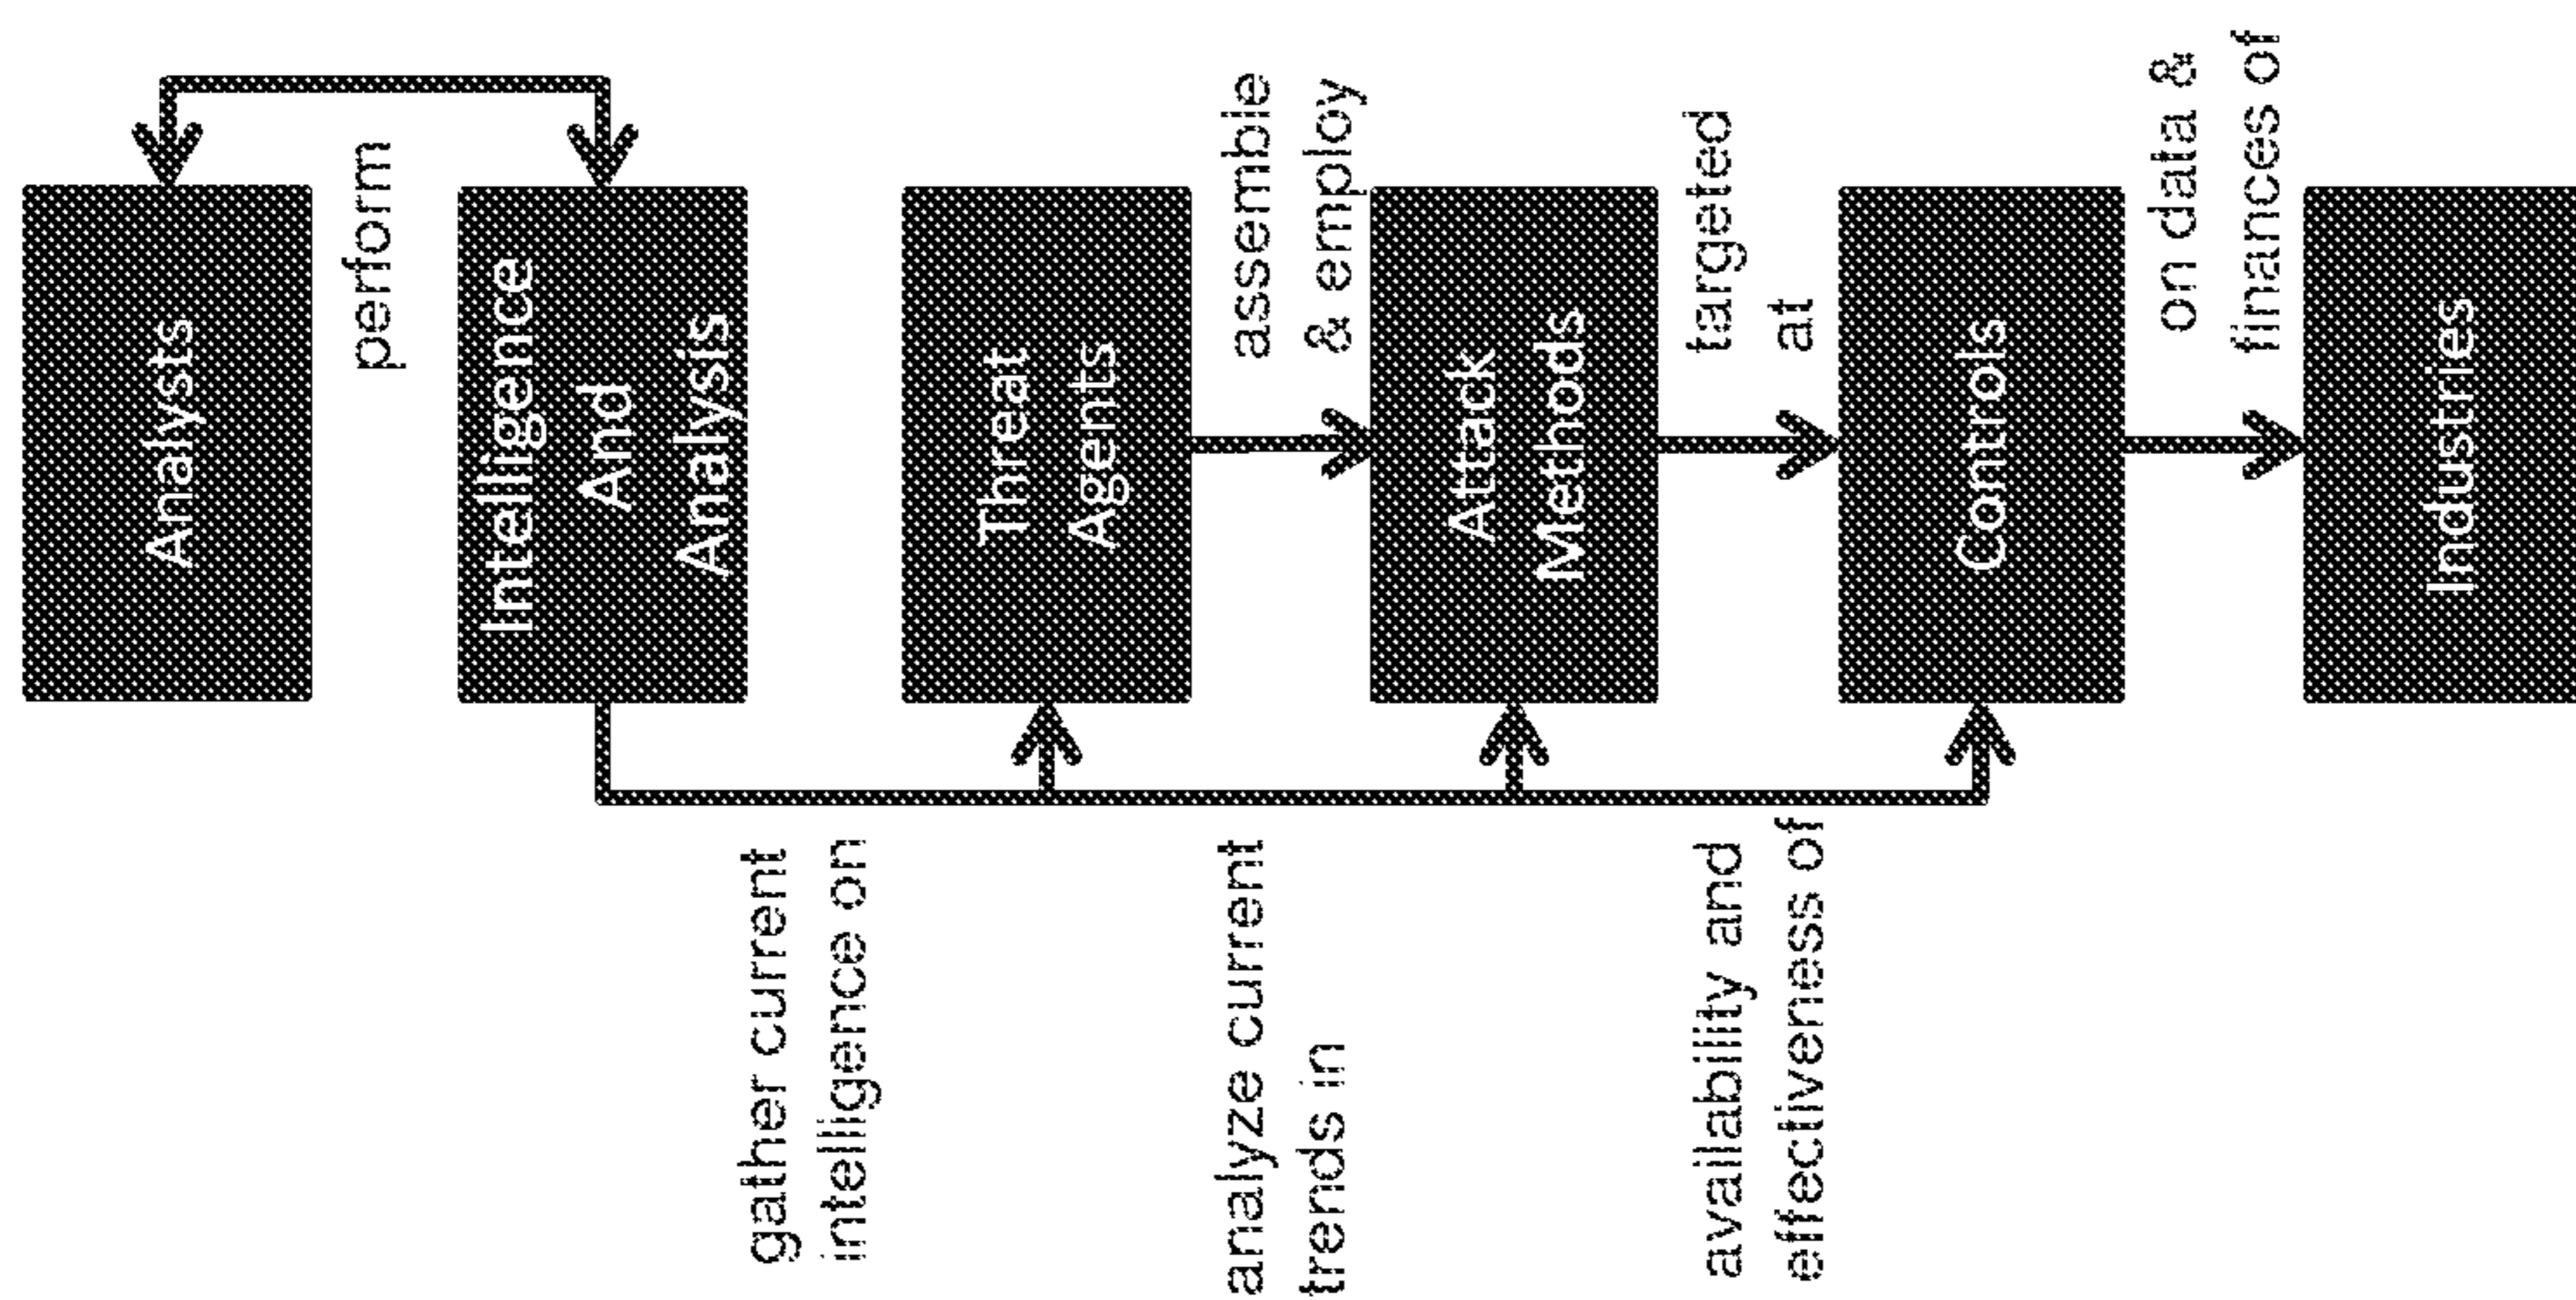 Analysts
perform
Intelligence
And
Analysis
gather current
intelligence on
Threat
Agents
assemble
& employ
analyze current
trends in
Attack
Methods
targeted
at
availability and
effectiveness of
Controls
on data &
finances of
Industries